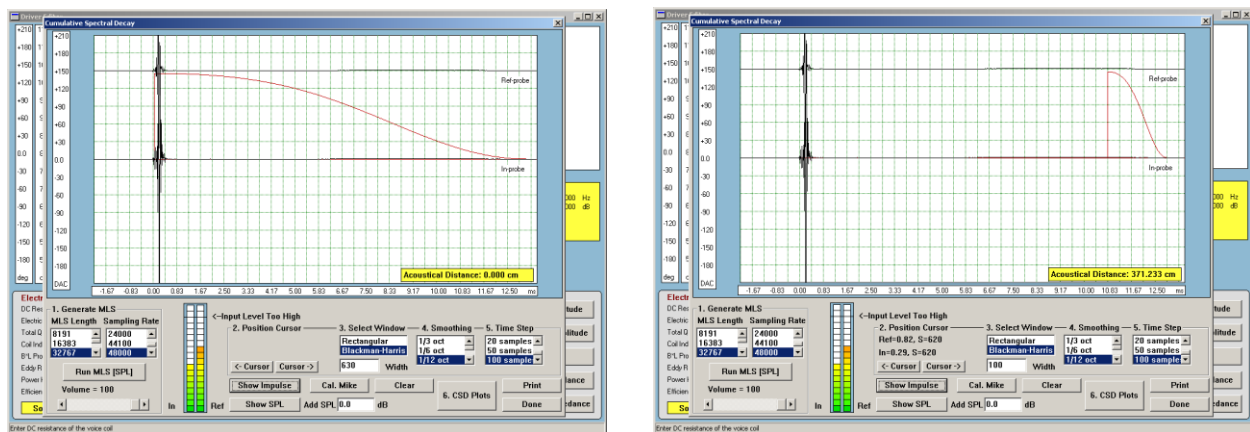 Cumulative Spectral Decay
+210
+180
+150
+120
+90
+60
+30
0.0
-30
-60
-90
-120
-150
-180
DAC
Ref-probe
In-probe
Acoustical Distance: 0.000 cm
-1.67 -0.83 0.00 0.83 1.67 2.50 3.33 4.17 5.00 5.83 6.67 7.50 8.33 9.17 10.00 10.83 11.67 12.50 ms
1. Generate MLS
MLS Length Sampling Rate
8191 24000
16383 44100
32767 48000
Run MLS [SPL]
Volume = 100
In Ref
<-Input Level Too High
2. Position Cursor 3. Select Window 4. Smoothing 5. Time Step
Rectangular 1/3 oct 20 samples
Blackman-Harris 1/6 oct 50 samples
1/12 oct 100 sample
<- Cursor Cursor -> 630 Width
Show Impulse Cal. Mike Clear Print
Show SPL Add SPL 0.0 dB 6. CSD Plots Done
Enter DC resistance of the voice coil
Cumulative Spectral Decay
+210
+180
+150
+120
+90
+60
+30
0.0
-30
-60
-90
-120
-150
-180
DAC
Ref-probe
In-probe
Acoustical Distance: 371.233 cm
-1.67 -0.83 0.00 0.83 1.67 2.50 3.33 4.17 5.00 5.83 6.67 7.50 8.33 9.17 10.00 10.83 11.67 12.50 ms
1. Generate MLS
MLS Length Sampling Rate
8191 24000
16383 44100
32767 48000
Run MLS [SPL]
Volume = 100
In Ref
<-Input Level Too High
2. Position Cursor 3. Select Window 4. Smoothing 5. Time Step
Ref=0.82, S=620
In=0.29, S=620
Rectangular 1/3 oct 20 samples
Blackman-Harris 1/6 oct 50 samples
1/12 oct 100 sample
<- Cursor Cursor -> 100 Width
Show Impulse Cal. Mike Clear Print
Show SPL Add SPL 0.0 dB 6. CSD Plots Done
Enter DC resistance of the voice coil